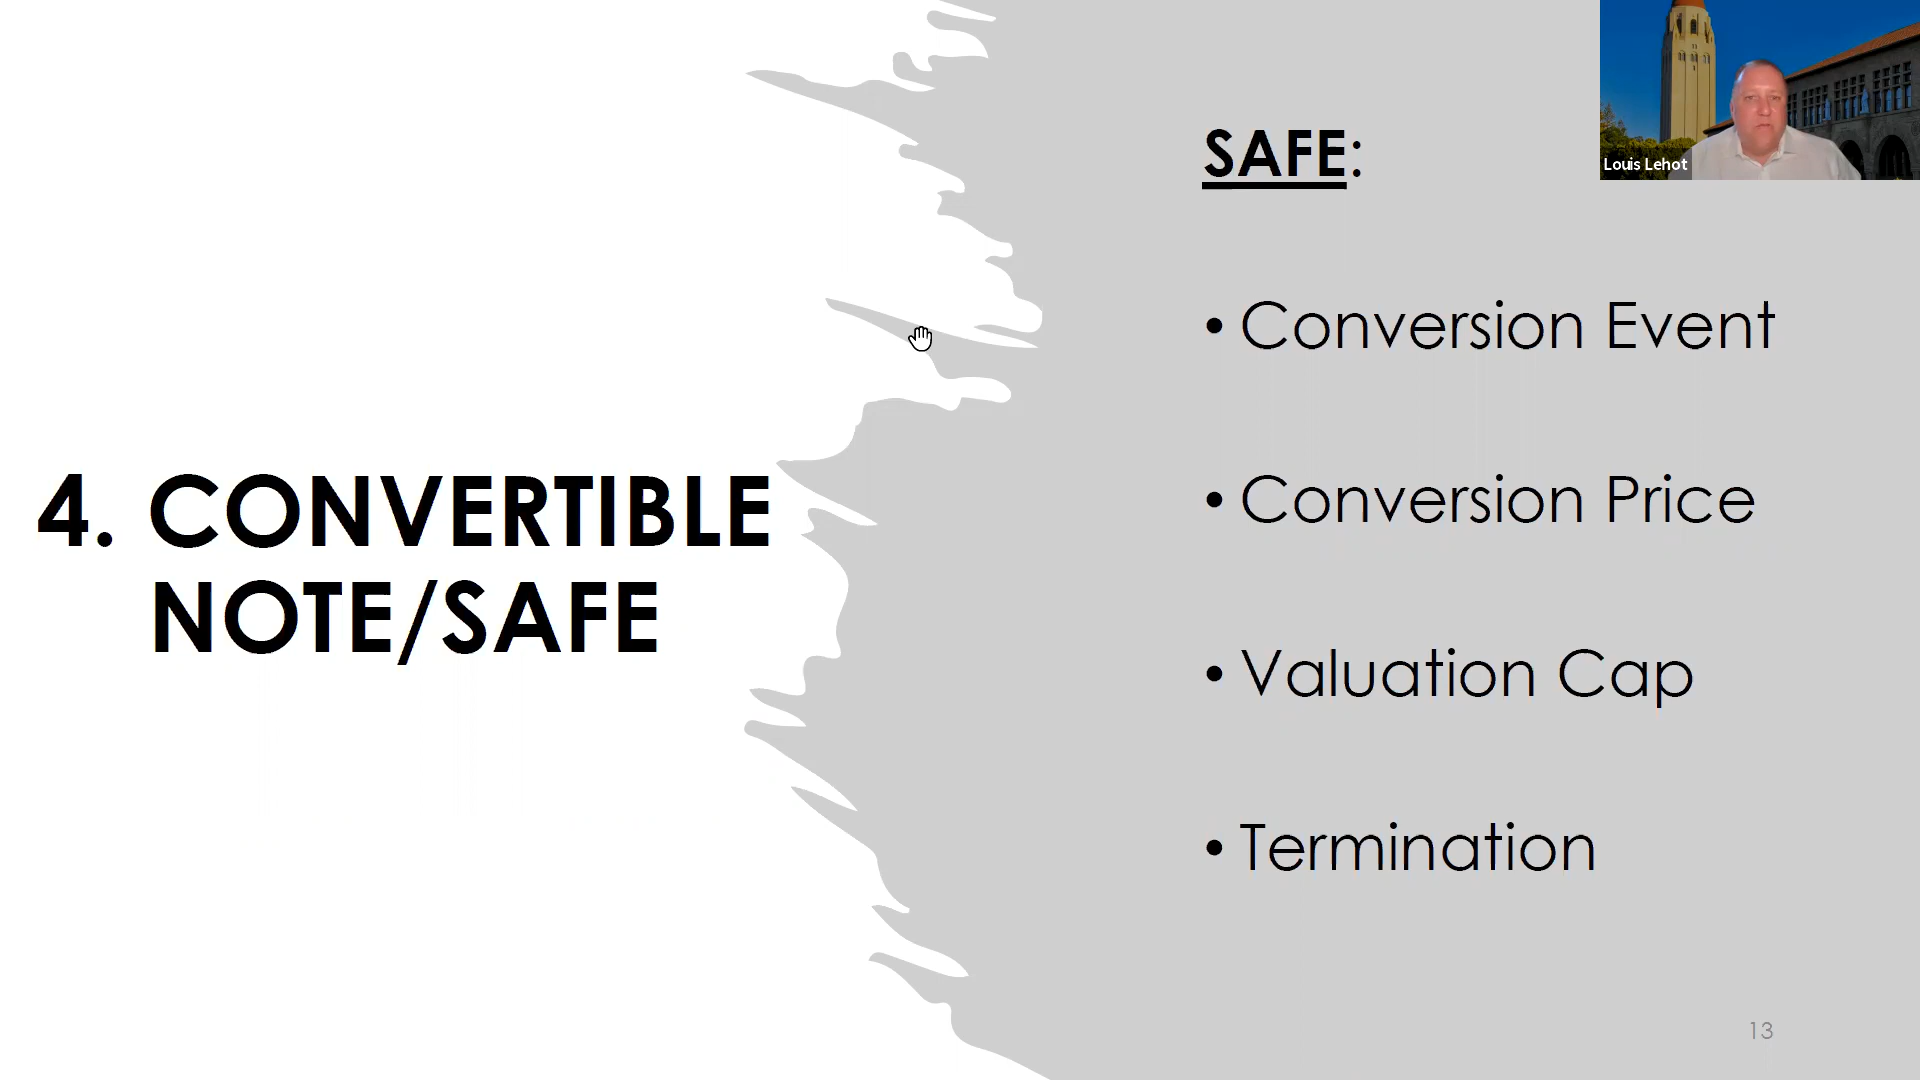 4. CONVERTIBLE
NOTE/SAFE
SAFE:
• Conversion Event
• Conversion Price
• Valuation Cap
• Termination
Louis Lehot
13